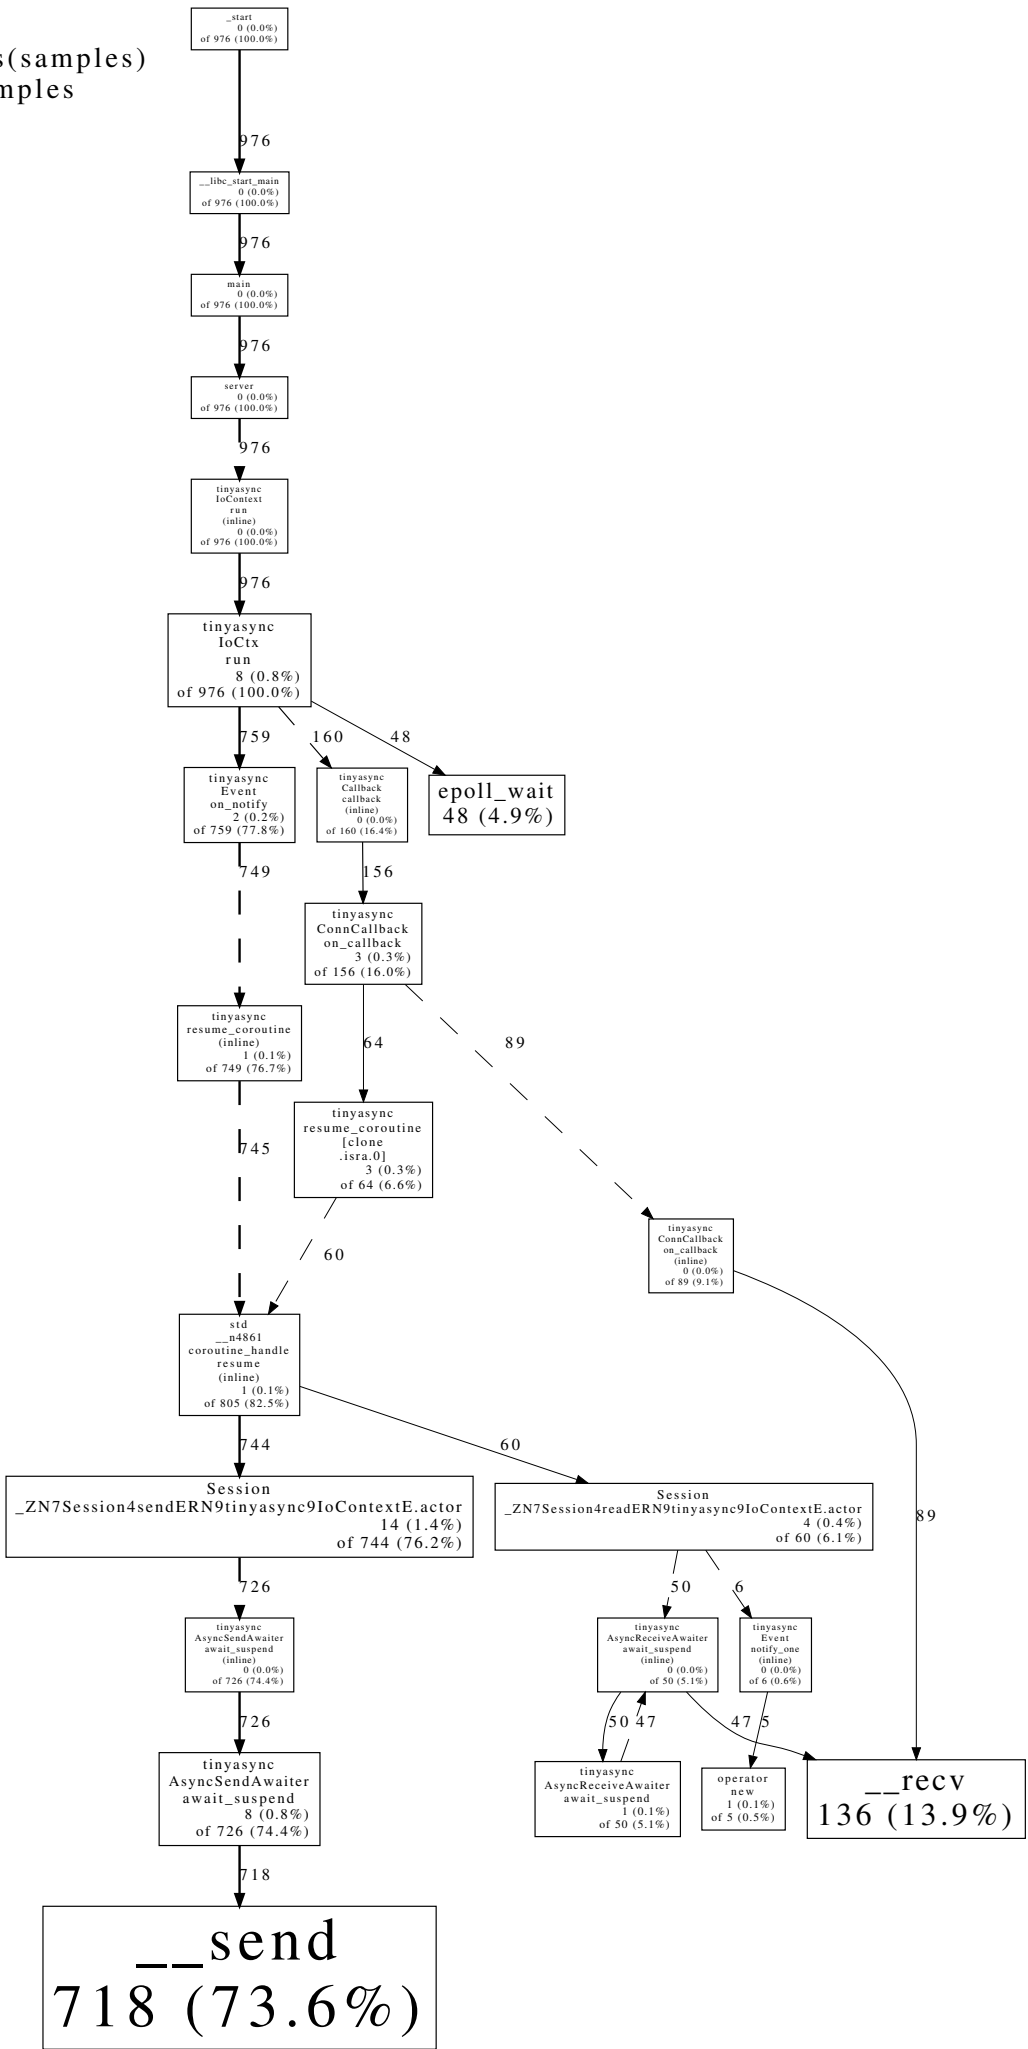 _start
0 (0.0%)
of 976 (100.0%)
s(samples)
mples
976
__libc_start_main
0 (0.0%)
of 976 (100.0%)
976
main
0 (0.0%)
of 976 (100.0%)
976
server
0 (0.0%)
of 976 (100.0%)
976
tinyasync
IoContext
run
(inline)
0 (0.0%)
of 976 (100.0%)
976
tinyasync
IoCtx
run
8 (0.8%)
of 976 (100.0%)
759
160
48
tinyasync
Event
on_notify
2 (0.2%)
of 759 (77.8%)
tinyasync
Callback
callback
(inline)
0 (0.0%)
of 160 (16.4%)
epoll_wait
48 (4.9%)
749
156
tinyasync
ConnCallback
on_callback
3 (0.3%)
of 156 (16.0%)
tinyasync
resume_coroutine
(inline)
1 (0.1%)
of 749 (76.7%)
64
89
tinyasync
resume_coroutine
[clone
.isra.0]
3 (0.3%)
of 64 (6.6%)
745
tinyasync
ConnCallback
on_callback
(inline)
0 (0.0%)
of 89 (9.1%)
60
std
__n4861
coroutine_handle
resume
(inline)
1 (0.1%)
of 805 (82.5%)
744
60
Session
_ZN7Session4sendERN9tinyasync9IoContextE.actor
14 (1.4%)
of 744 (76.2%)
Session
_ZN7Session4readERN9tinyasync9IoContextE.actor
4 (0.4%)
of 60 (6.1%)
89
726
50
6
tinyasync
AsyncSendAwaiter
await_suspend
(inline)
0 (0.0%)
of 726 (74.4%)
tinyasync
AsyncReceiveAwaiter
await_suspend
(inline)
0 (0.0%)
of 50 (5.1%)
tinyasync
Event
notify_one
(inline)
0 (0.0%)
of 6 (0.6%)
726
50
47
47
5
tinyasync
AsyncSendAwaiter
await_suspend
8 (0.8%)
of 726 (74.4%)
tinyasync
AsyncReceiveAwaiter
await_suspend
1 (0.1%)
of 50 (5.1%)
operator
new
1 (0.1%)
of 5 (0.5%)
__recv
136 (13.9%)
718
__send
718 (73.6%)